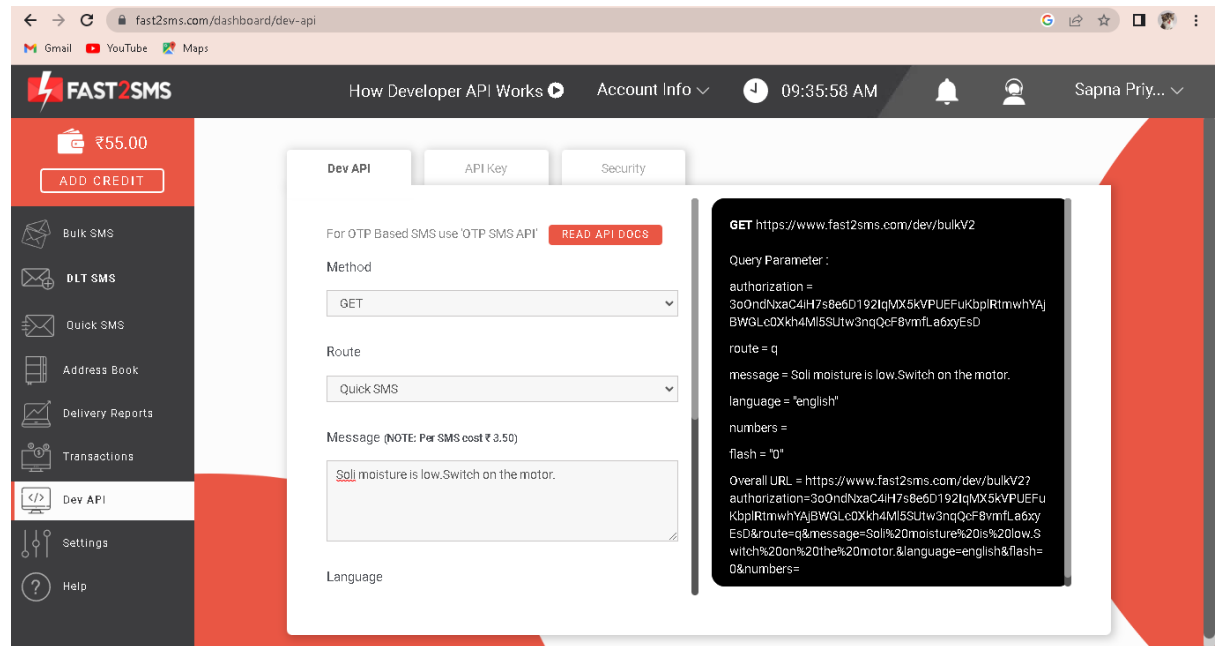 fast2sms.com/dashboard/dev-api
Gmail YouTube Maps
FAST2SMS
How Developer API Works
Account Info
09:35:58 AM
Sapna Priy...
₹55.00
ADD CREDIT
Bulk SMS
DLT SMS
Quick SMS
Address Book
Delivery Reports
Transactions
Dev API
Settings
Help
Dev API
API Key
Security
For OTP Based SMS use 'OTP SMS API'
READ API DOCS
Method
GET
Route
Quick SMS
Message (NOTE: Per SMS cost ₹ 3.50)
Soli moisture is low.Switch on the motor.
Language
GET https://www.fast2sms.com/dev/bulkV2
Query Parameter :
authorization =
3oOndNxaC4iH7s8e6D192IqMX5kVPUEFuKbplRtmwhYAj
BWGLc0Xkh4Ml5SUtw3nqQcF8vmfLa6xyEsD
route = q
message = Soli moisture is low.Switch on the motor.
language = "english"
numbers =
flash = "0"
Overall URL = https://www.fast2sms.com/dev/bulkV2?
authorization=3oOndNxaC4iH7s8e6D192IqMX5kVPUEFu
KbplRtmwhYAjBWGLc0Xkh4Ml5SUtw3nqQcF8vmfLa6xy
EsD&route=q&message=Soli%20moisture%20is%20low.S
witch%20on%20the%20motor.&language=english&flash=
0&numbers=